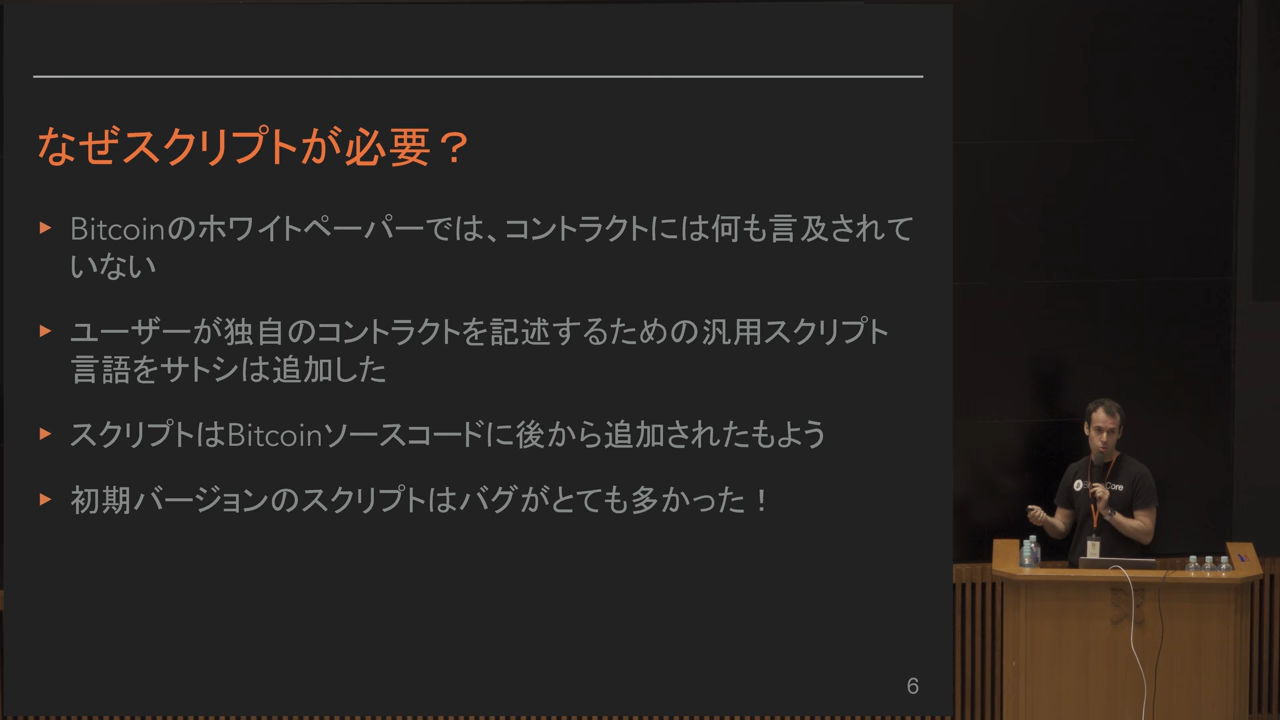 なぜスクリプトが必要？
Bitcoinのホワイトペーパーでは、コントラクトには何も言及されて
いない
ユーザーが独自のコントラクトを記述するための汎用スクリプト
言語をサトシは追加した
スクリプトはBitcoinソースコードに後から追加されたもよう
初期バージョンのスクリプトはバグがとても多かった！
6
Core